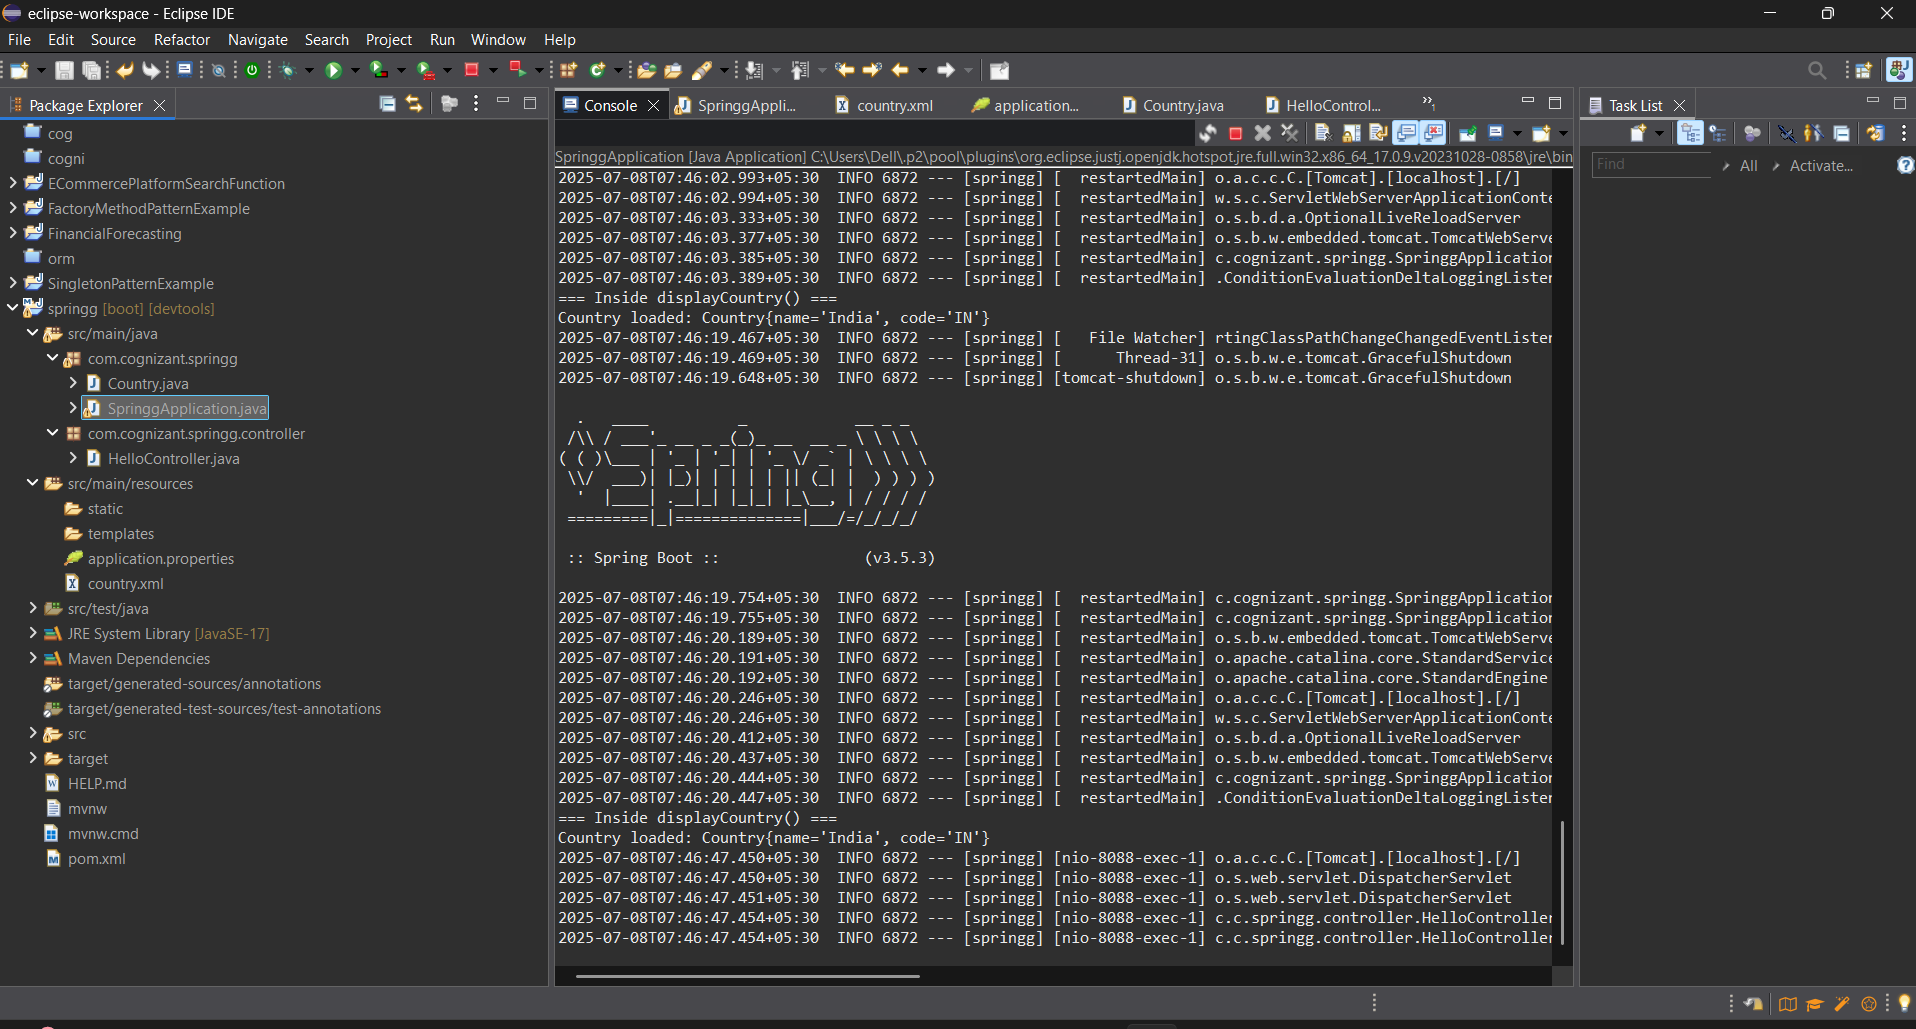 eclipse-workspace - Eclipse IDE
File Edit Source Refactor Navigate Search Project Run Window Help
Package Explorer
cog
cogni
ECommercePlatformSearchFunction
FactoryMethodPatternExample
FinancialForecasting
orm
SingletonPatternExample
springg [boot] [devtools]
src/main/java
com.cognizant.springg
Country.java
SpringgApplication.java
com.cognizant.springg.controller
HelloController.java
src/main/resources
static
templates
application.properties
country.xml
src/test/java
JRE System Library [JavaSE-17]
Maven Dependencies
target/generated-sources/annotations
target/generated-test-sources/test-annotations
src
target
HELP.md
mvnw
mvnw.cmd
pom.xml
Console SpringgAppli... country.xml application... Country.java HelloControl... »1
SpringgApplication [Java Application] C:\Users\Dell\.p2\pool\plugins\org.eclipse.justj.openjdk.hotspot.jre.full.win32.x86_64_17.0.9.v20231028-0858\jre\bin
2025-07-08T07:46:02.993+05:30  INFO 6872 --- [springg] [  restartedMain] o.a.c.c.C.[Tomcat].[localhost].[/]
2025-07-08T07:46:02.994+05:30  INFO 6872 --- [springg] [  restartedMain] w.s.c.ServletWebServerApplicationConte
2025-07-08T07:46:03.333+05:30  INFO 6872 --- [springg] [  restartedMain] o.s.b.d.a.OptionalLiveReloadServer
2025-07-08T07:46:03.377+05:30  INFO 6872 --- [springg] [  restartedMain] o.s.b.w.embedded.tomcat.TomcatWebServe
2025-07-08T07:46:03.385+05:30  INFO 6872 --- [springg] [  restartedMain] c.cognizant.springg.SpringgApplication
2025-07-08T07:46:03.389+05:30  INFO 6872 --- [springg] [  restartedMain] .ConditionEvaluationDeltaLoggingListen
=== Inside displayCountry() ===
Country loaded: Country{name='India', code='IN'}
2025-07-08T07:46:19.467+05:30  INFO 6872 --- [springg] [   File Watcher] rtingClassPathChangeChangedEventListen
2025-07-08T07:46:19.469+05:30  INFO 6872 --- [springg] [      Thread-31] o.s.b.w.e.tomcat.GracefulShutdown
2025-07-08T07:46:19.648+05:30  INFO 6872 --- [springg] [tomcat-shutdown] o.s.b.w.e.tomcat.GracefulShutdown
Spring
:: Spring Boot ::                (v3.5.3)
2025-07-08T07:46:19.754+05:30  INFO 6872 --- [springg] [  restartedMain] c.cognizant.springg.SpringgApplication
2025-07-08T07:46:19.755+05:30  INFO 6872 --- [springg] [  restartedMain] c.cognizant.springg.SpringgApplication
2025-07-08T07:46:20.189+05:30  INFO 6872 --- [springg] [  restartedMain] o.s.b.w.embedded.tomcat.TomcatWebServe
2025-07-08T07:46:20.191+05:30  INFO 6872 --- [springg] [  restartedMain] o.apache.catalina.core.StandardService
2025-07-08T07:46:20.192+05:30  INFO 6872 --- [springg] [  restartedMain] o.apache.catalina.core.StandardEngine
2025-07-08T07:46:20.246+05:30  INFO 6872 --- [springg] [  restartedMain] o.a.c.c.C.[Tomcat].[localhost].[/]
2025-07-08T07:46:20.246+05:30  INFO 6872 --- [springg] [  restartedMain] w.s.c.ServletWebServerApplicationConte
2025-07-08T07:46:20.412+05:30  INFO 6872 --- [springg] [  restartedMain] o.s.b.d.a.OptionalLiveReloadServer
2025-07-08T07:46:20.437+05:30  INFO 6872 --- [springg] [  restartedMain] o.s.b.w.embedded.tomcat.TomcatWebServe
2025-07-08T07:46:20.444+05:30  INFO 6872 --- [springg] [  restartedMain] c.cognizant.springg.SpringgApplication
2025-07-08T07:46:20.447+05:30  INFO 6872 --- [springg] [  restartedMain] .ConditionEvaluationDeltaLoggingListen
=== Inside displayCountry() ===
Country loaded: Country{name='India', code='IN'}
2025-07-08T07:46:47.450+05:30  INFO 6872 --- [springg] [nio-8088-exec-1] o.a.c.c.C.[Tomcat].[localhost].[/]
2025-07-08T07:46:47.450+05:30  INFO 6872 --- [springg] [nio-8088-exec-1] o.s.web.servlet.DispatcherServlet
2025-07-08T07:46:47.451+05:30  INFO 6872 --- [springg] [nio-8088-exec-1] o.s.web.servlet.DispatcherServlet
2025-07-08T07:46:47.454+05:30  INFO 6872 --- [springg] [nio-8088-exec-1] c.c.springg.controller.HelloController
2025-07-08T07:46:47.454+05:30  INFO 6872 --- [springg] [nio-8088-exec-1] c.c.springg.controller.HelloController
Task List
Find All Activate...